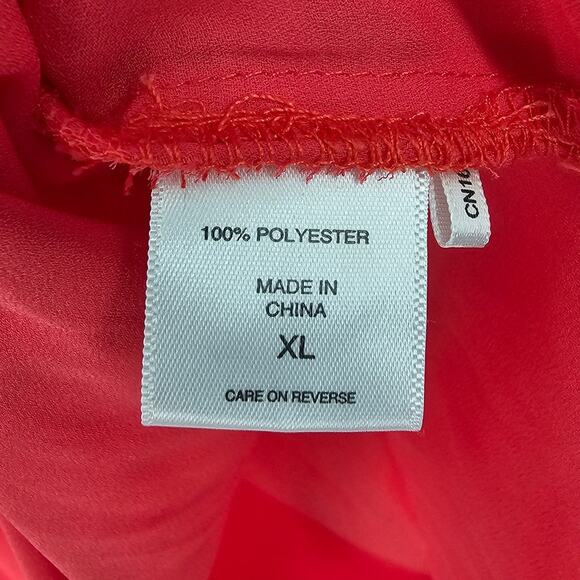 100% POLYESTER
MADE IN
CHINA
XL
CARE ON REVERSE